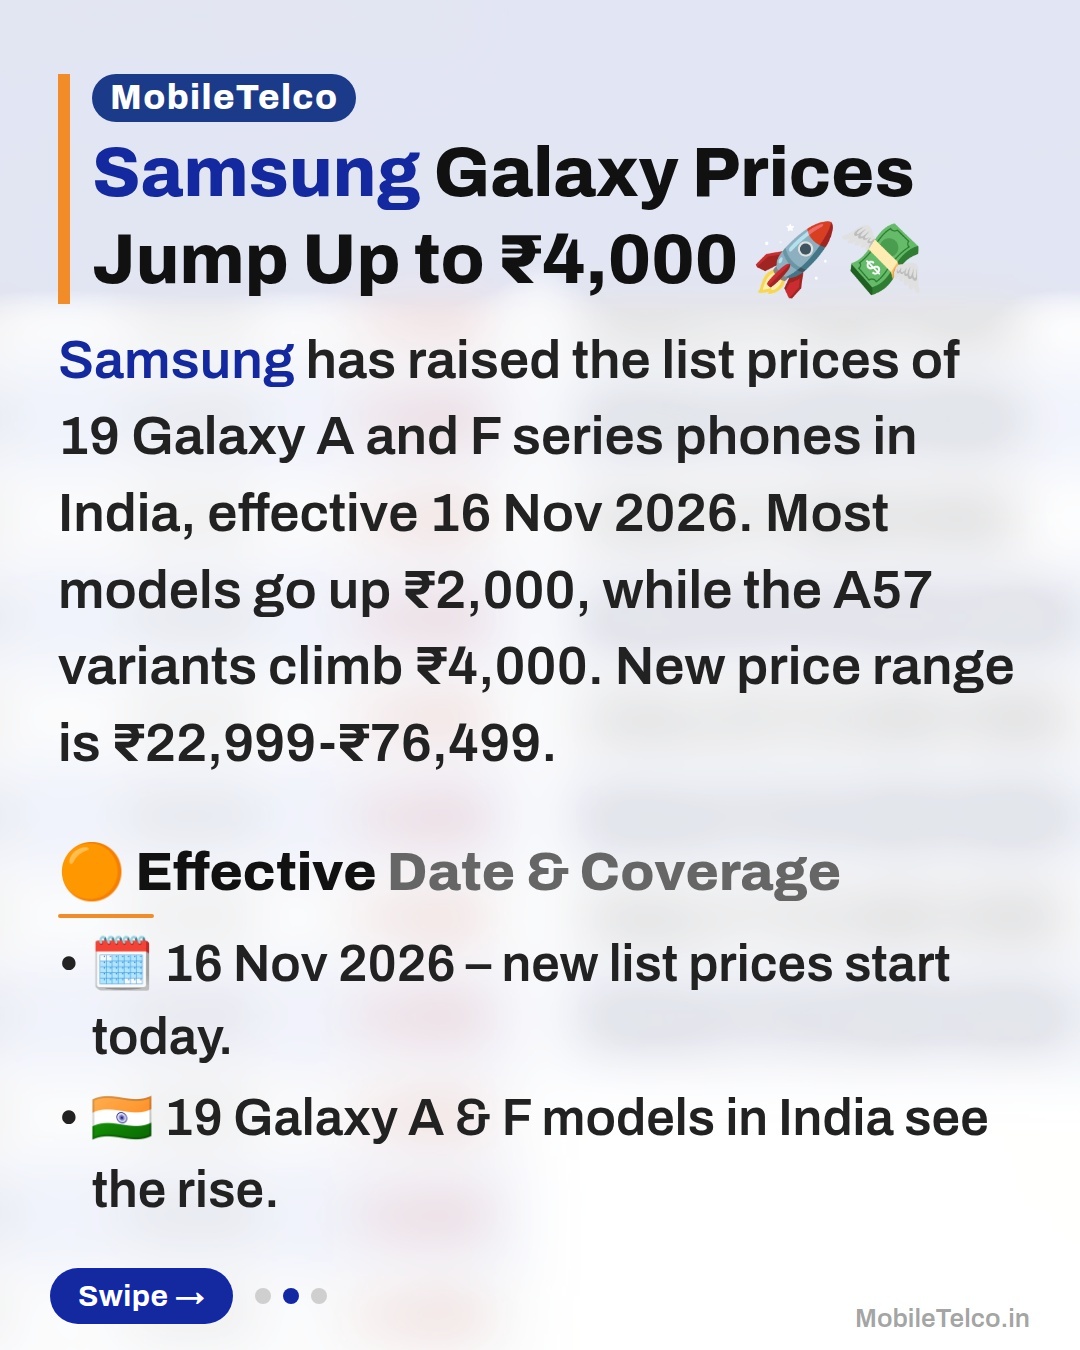 MobileTelco
Samsung Galaxy Prices
Jump Up to ₹4,000 🚀💸
Samsung has raised the list prices of
19 Galaxy A and F series phones in
India, effective 16 Nov 2026. Most
models go up ₹2,000, while the A57
variants climb ₹4,000. New price range
is ₹22,999-₹76,499.
🟠 Effective Date & Coverage
• 🗓️ 16 Nov 2026 – new list prices start
today.
• 🇮🇳 19 Galaxy A & F models in India see
the rise.
Swipe →
MobileTelco.in